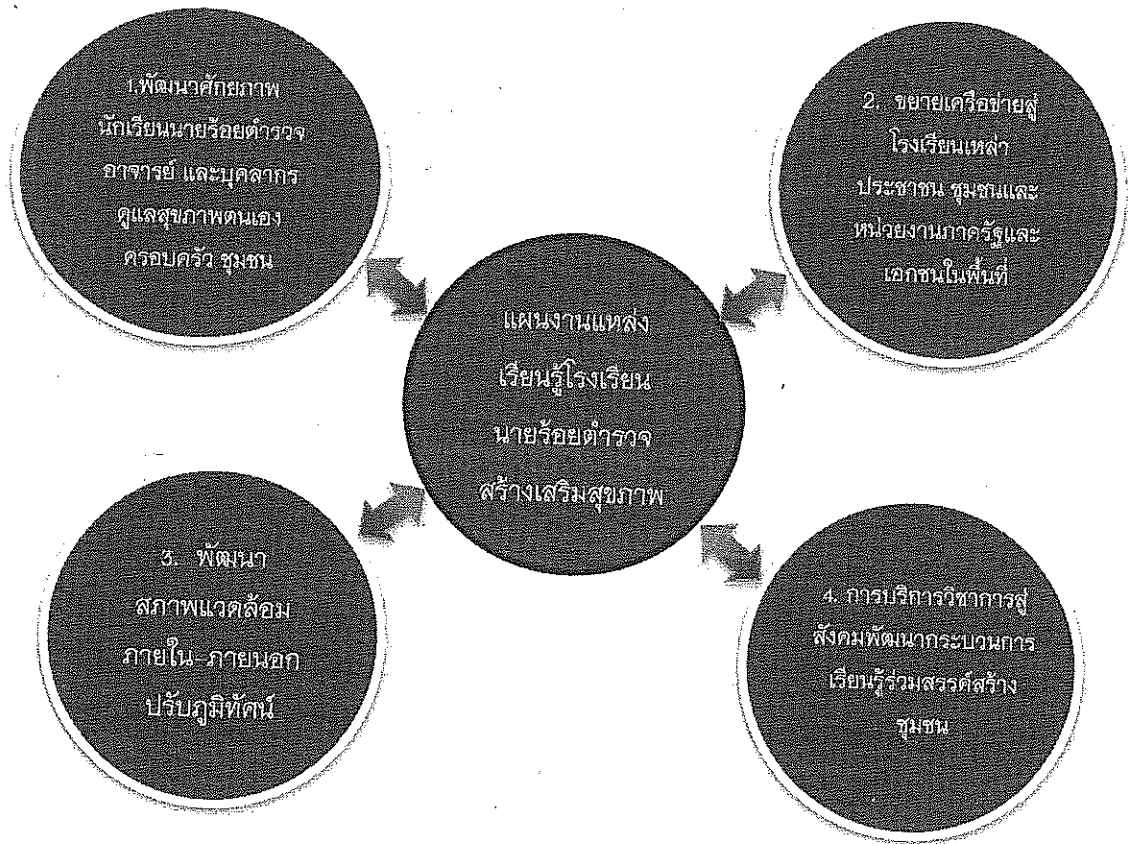 1.พัฒนาศักยภาพ
นักเรียนนายร้อยตำรวจ
อาจารย์ และบุคลากร
ดูแลสุขภาพตนเอง
ครอบครัว ชุมชน
2. ขยายเครือข่ายสู่
โรงเรียนเหล่า
ประชาชน ชุมชนและ
หน่วยงานภาครัฐและ
เอกชนในพื้นที่
แผนงานแหล่ง
เรียนรู้โรงเรียน
นายร้อยตำรวจ
สร้างเสริมสุขภาพ
3. พัฒนา
สภาพแวดล้อม
ภายใน-ภายนอก
ปรับภูมิทัศน์
4. การบริการวิชาการสู่
สังคมพัฒนากระบวนการ
เรียนรู้ร่วมสรรค์สร้าง
ชุมชน